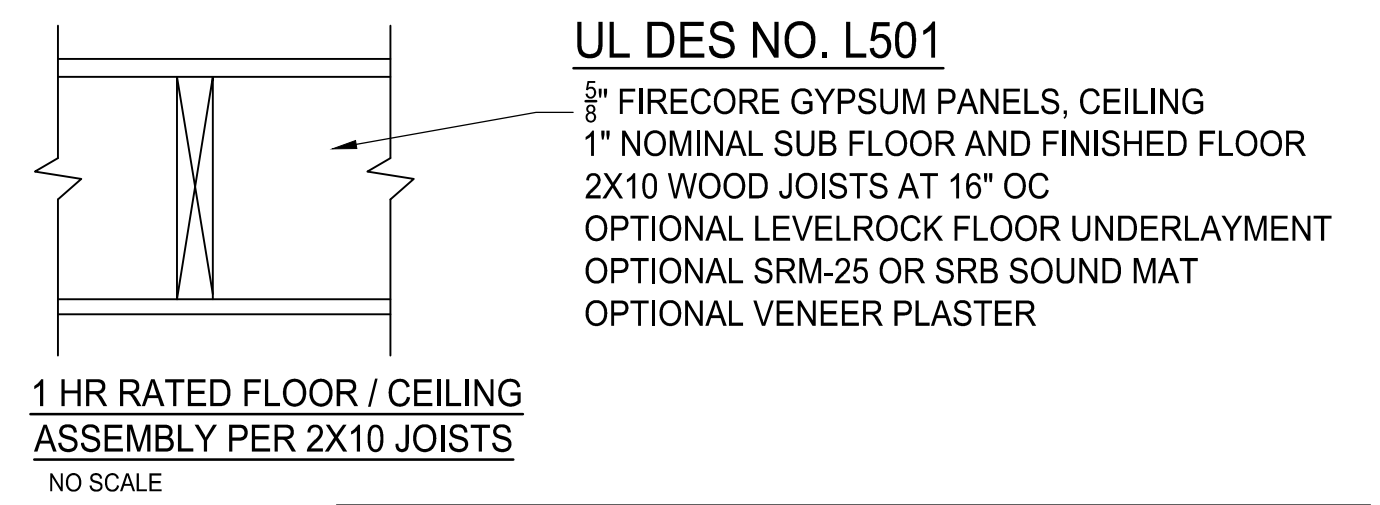 UL DES NO. L501
5/8" FIRECORE GYPSUM PANELS, CEILING
1" NOMINAL SUB FLOOR AND FINISHED FLOOR
2X10 WOOD JOISTS AT 16" OC
OPTIONAL LEVELROCK FLOOR UNDERLAYMENT
OPTIONAL SRM-25 OR SRB SOUND MAT
OPTIONAL VENEER PLASTER
1 HR RATED FLOOR / CEILING
ASSEMBLY PER 2X10 JOISTS
NO SCALE